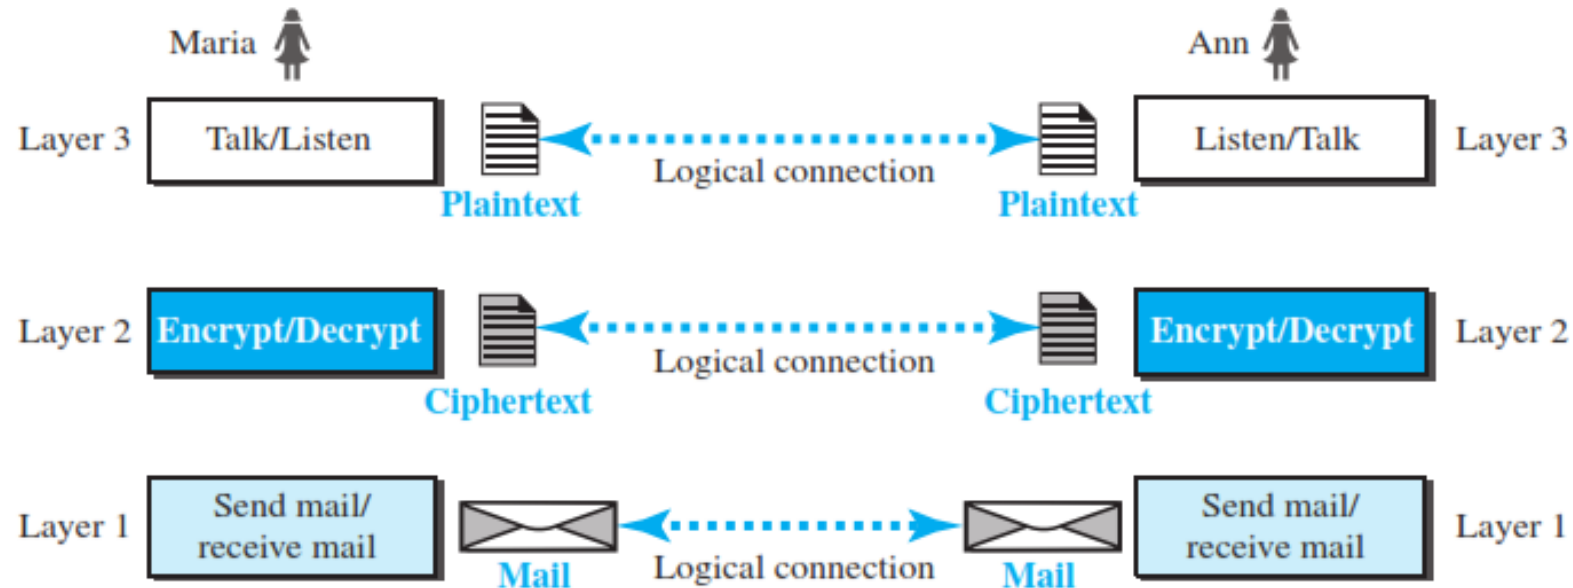 Maria
Ann
Layer 3
Talk/Listen
Plaintext
Logical connection
Plaintext
Listen/Talk
Layer 3
Layer 2
Encrypt/Decrypt
Ciphertext
Logical connection
Ciphertext
Encrypt/Decrypt
Layer 2
Layer 1
Send mail/
receive mail
Mail
Logical connection
Mail
Send mail/
receive mail
Layer 1